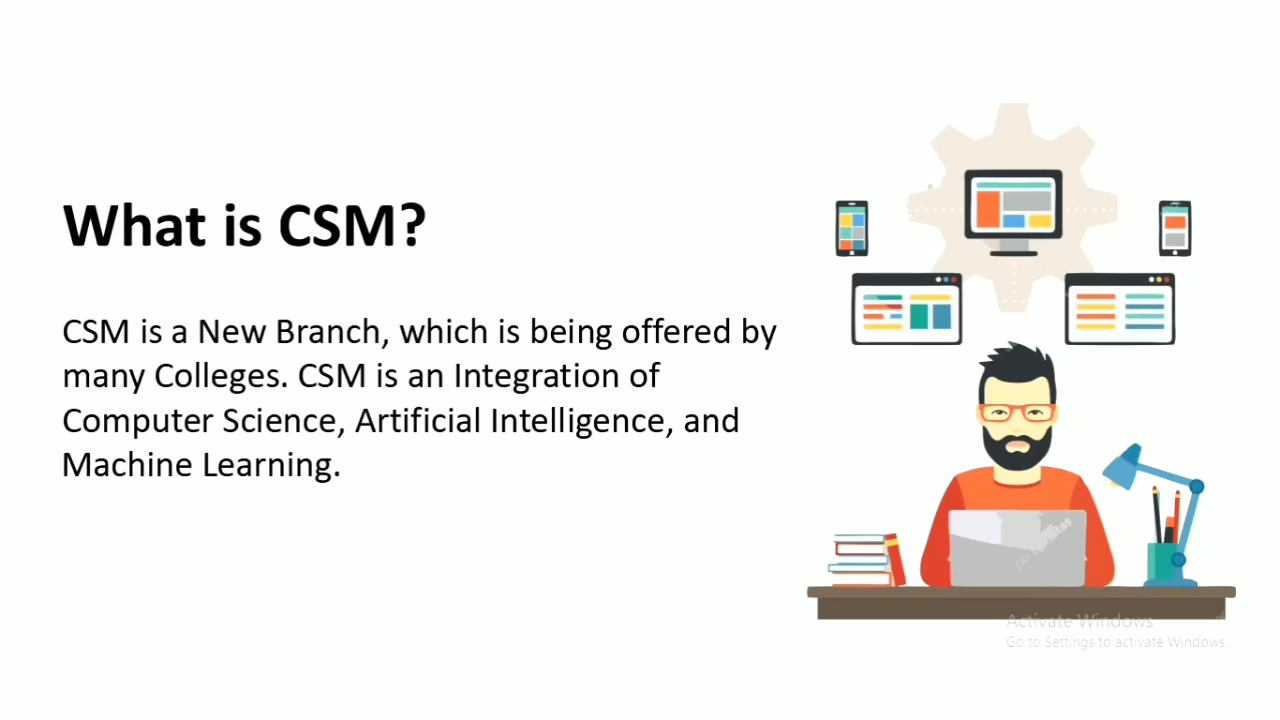 What is CSM?
CSM is a New Branch, which is being offered by
many Colleges. CSM is an Integration of
Computer Science, Artificial Intelligence, and
Machine Learning.
Activate Windows
Go to Settings to activate Windows.